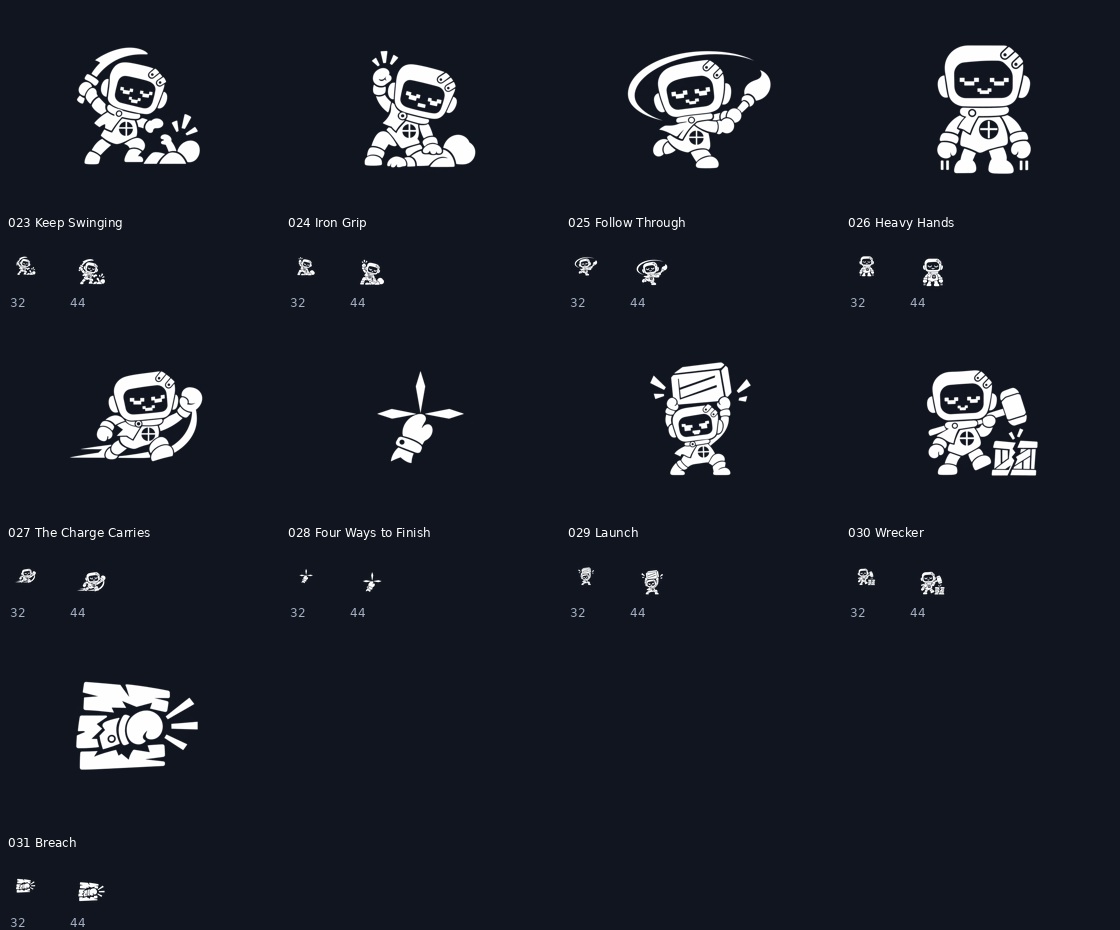 023 Keep Swinging
024 Iron Grip
025 Follow Through
026 Heavy Hands
32
44
32
44
32
44
32
44
027 The Charge Carries
028 Four Ways to Finish
029 Launch
030 Wrecker
32
44
32
44
32
44
32
44
031 Breach
32
44